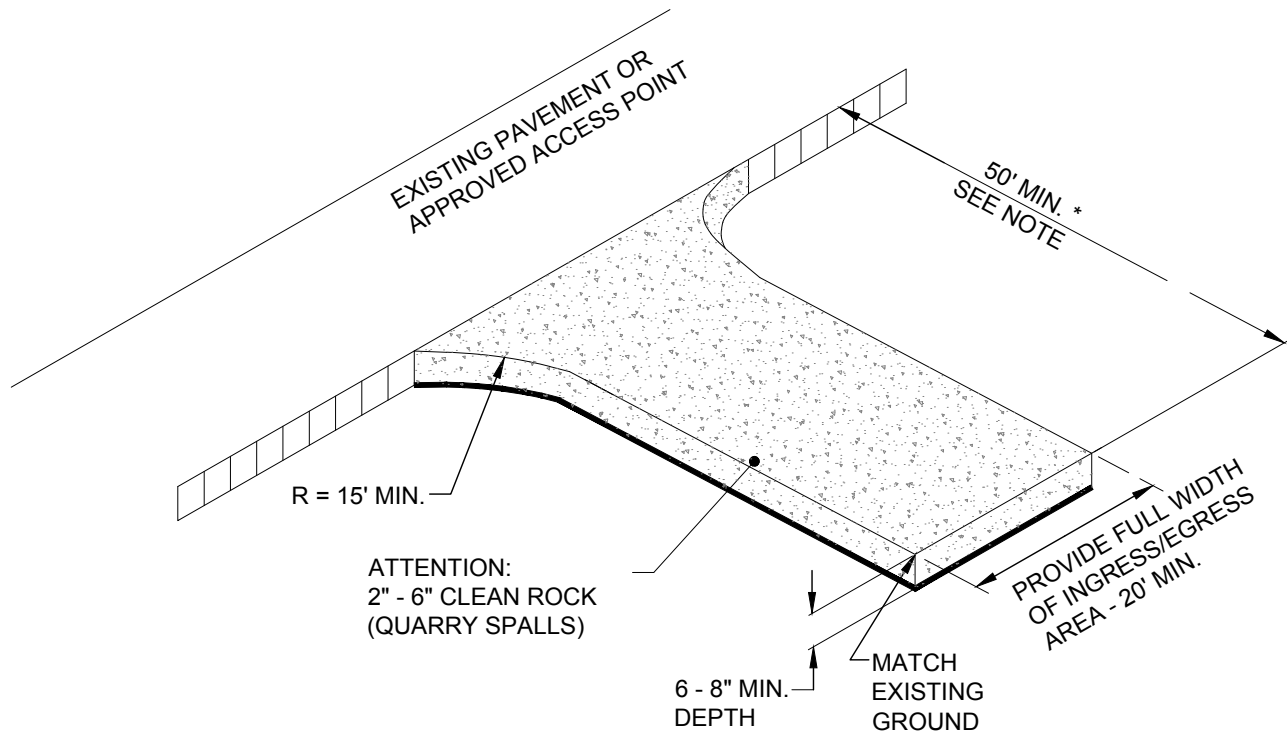 EXISTING PAVEMENT OR
APPROVED ACCESS POINT
50' MIN. *
SEE NOTE
R = 15' MIN.
ATTENTION:
2" - 6" CLEAN ROCK
(QUARRY SPALLS)
PROVIDE FULL WIDTH
OF INGRESS/EGRESS
AREA - 20' MIN.
6 - 8" MIN.
DEPTH
MATCH
EXISTING
GROUND